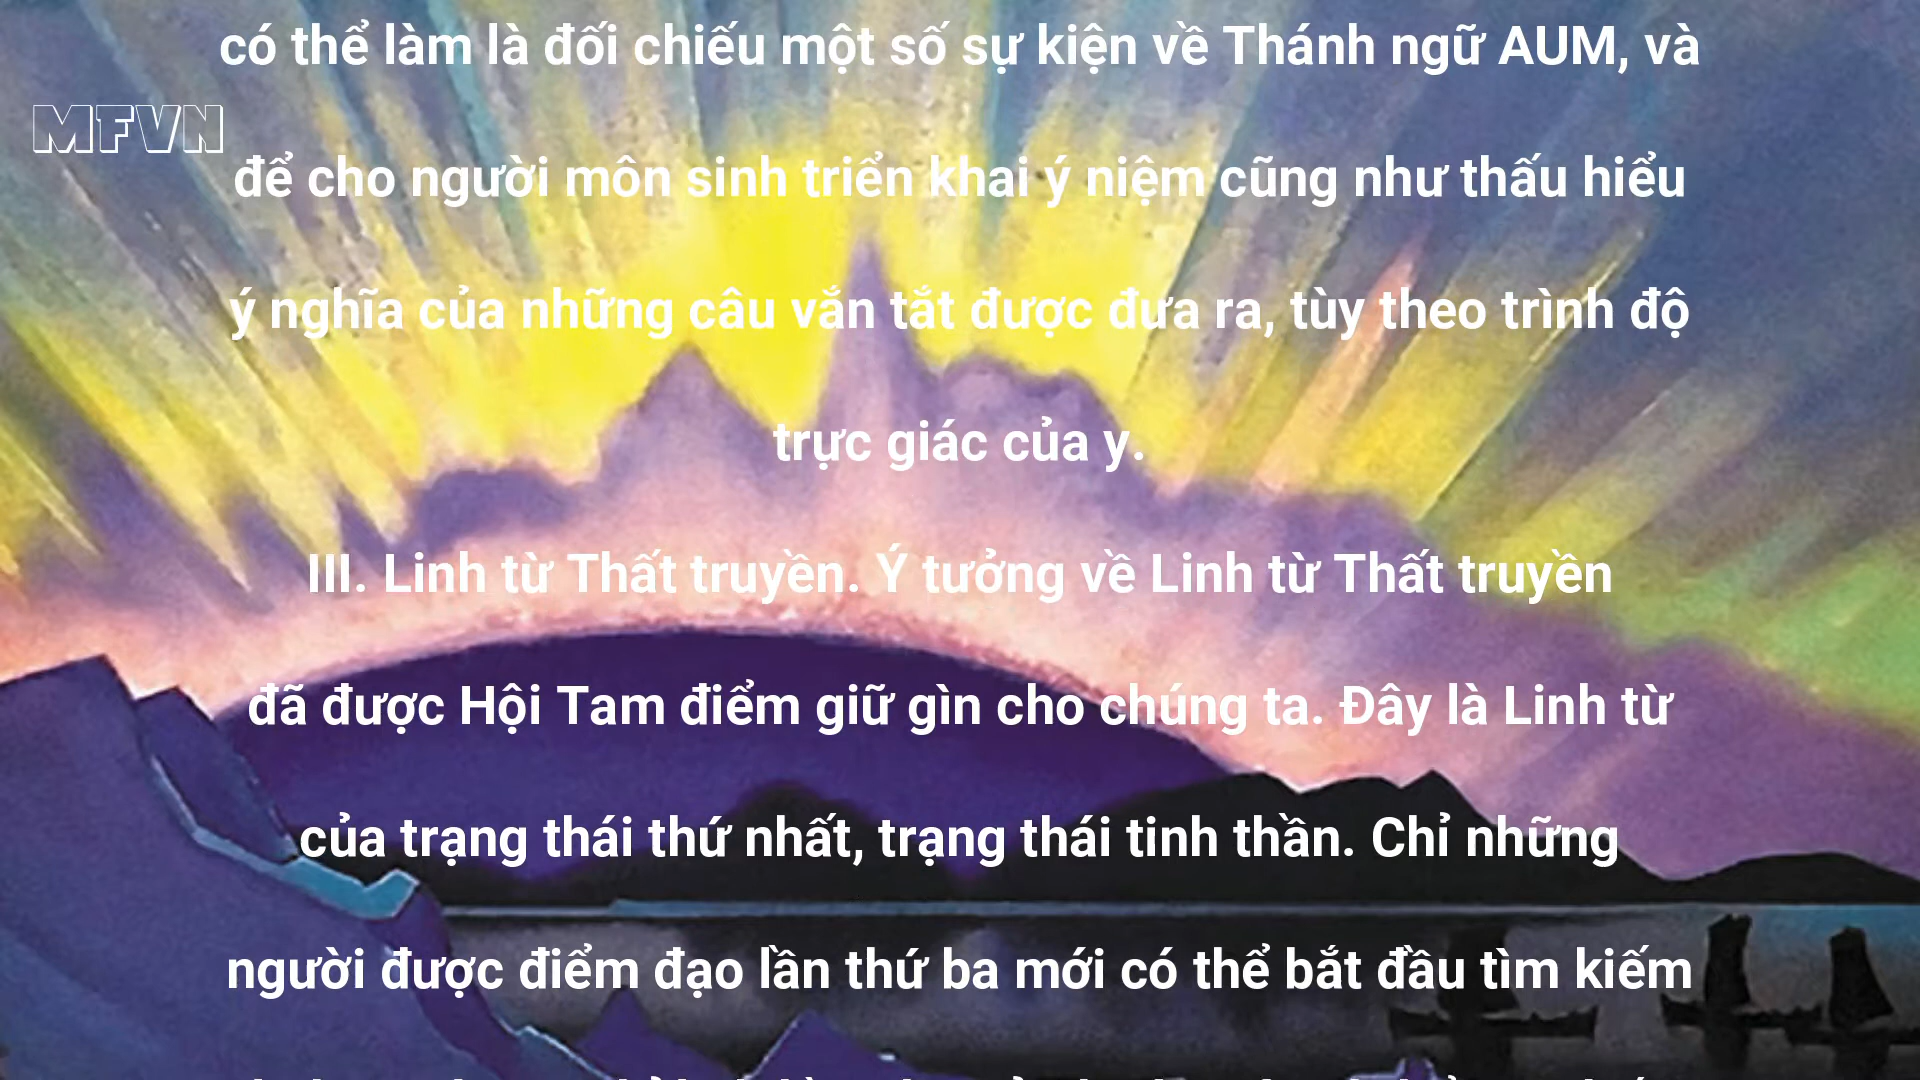 có thể làm là đối chiếu một số sự kiện về Thánh ngữ AUM, và
MFVN
để cho người môn sinh triển khai ý niệm cũng như thấu hiểu
ý nghĩa của những câu vắn tắt được đưa ra, tùy theo trình độ
trực giác của y.
III. Linh từ Thất truyền. Ý tưởng về Linh từ Thất truyền
đã được Hội Tam điểm giữ gìn cho chúng ta. Đây là Linh từ
của trạng thái thứ nhất, trạng thái tinh thần. Chỉ những
người được điểm đạo lần thứ ba mới có thể bắt đầu tìm kiếm